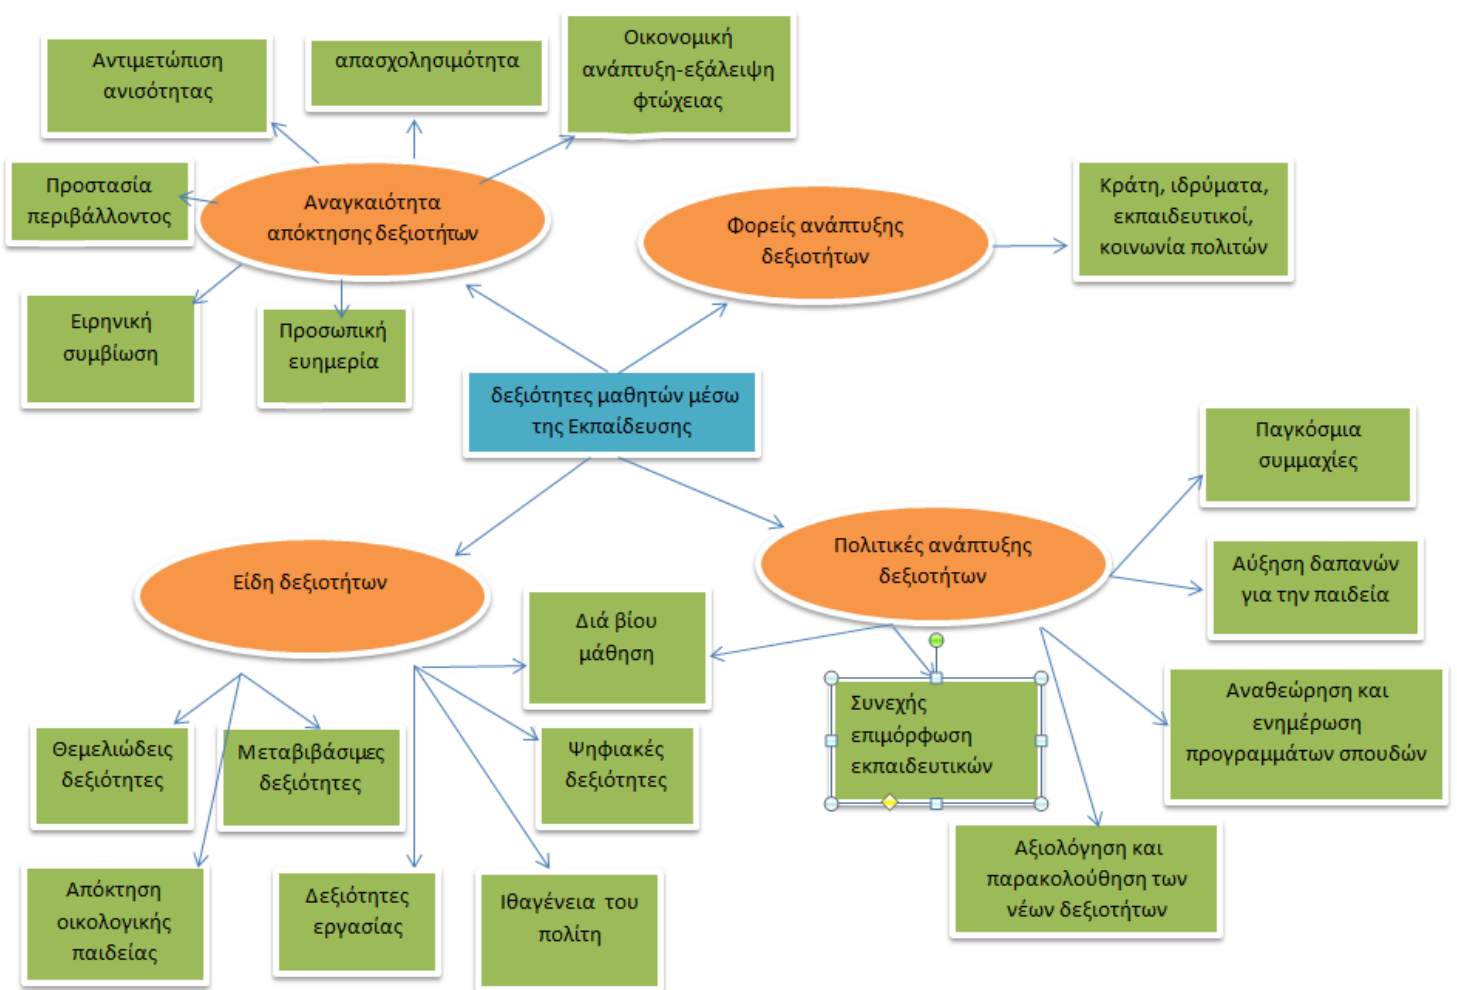 Αντιμετώπιση
ανισότητας
απασχολησιμότητα
Οικονομική
ανάπτυξη-εξάλειψη
φτώχειας
Προστασία
περιβάλλοντος
Αναγκαιότητα
απόκτησης δεξιοτήτων
Φορείς ανάπτυξης
δεξιοτήτων
Κράτη, ιδρύματα,
εκπαιδευτικοί,
κοινωνία πολιτών
Ειρηνική
συμβίωση
Προσωπική
ευημερία
δεξιότητες μαθητών μέσω
της Εκπαίδευσης
Παγκόσμια
συμμαχίες
Είδη δεξιοτήτων
Πολιτικές ανάπτυξης
δεξιοτήτων
Αύξηση δαπανών
για την παιδεία
Διά βίου
μάθηση
Συνεχής
επιμόρφωση
εκπαιδευτικών
Αναθεώρηση και
ενημέρωση
προγραμμάτων σπουδών
Θεμελιώδεις
δεξιότητες
Μεταβιβάσιμες
δεξιότητες
Ψηφιακές
δεξιότητες
Αξιολόγηση και
παρακολούθηση των
νέων δεξιοτήτων
Απόκτηση
οικολογικής
παιδείας
Δεξιότητες
εργασίας
Ιθαγένεια του
πολίτη